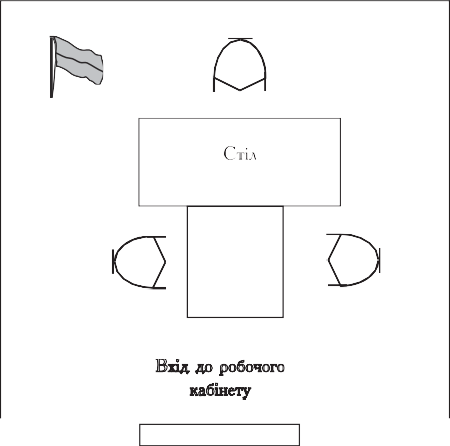 Стіл
Вхід до робочого
кабінету